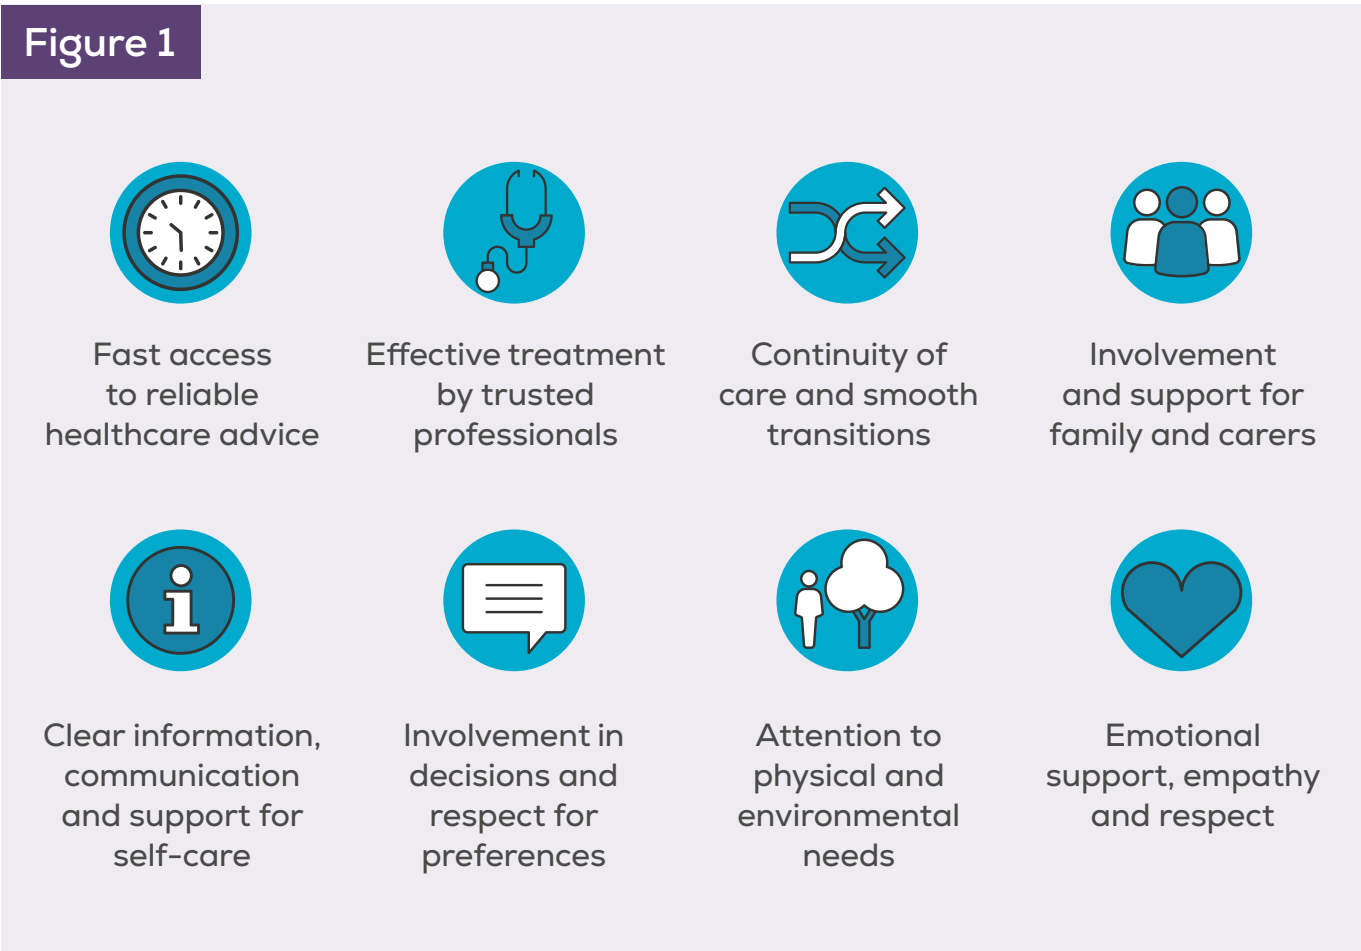 Figure 1
Fast access
to reliable
healthcare advice
Effective treatment
by trusted
professionals
Continuity of
care and smooth
transitions
Involvement
and support for
family and carers
Clear information,
communication
and support for
self-care
Involvement in
decisions and
respect for
preferences
Attention to
physical and
environmental
needs
Emotional
support, empathy
and respect